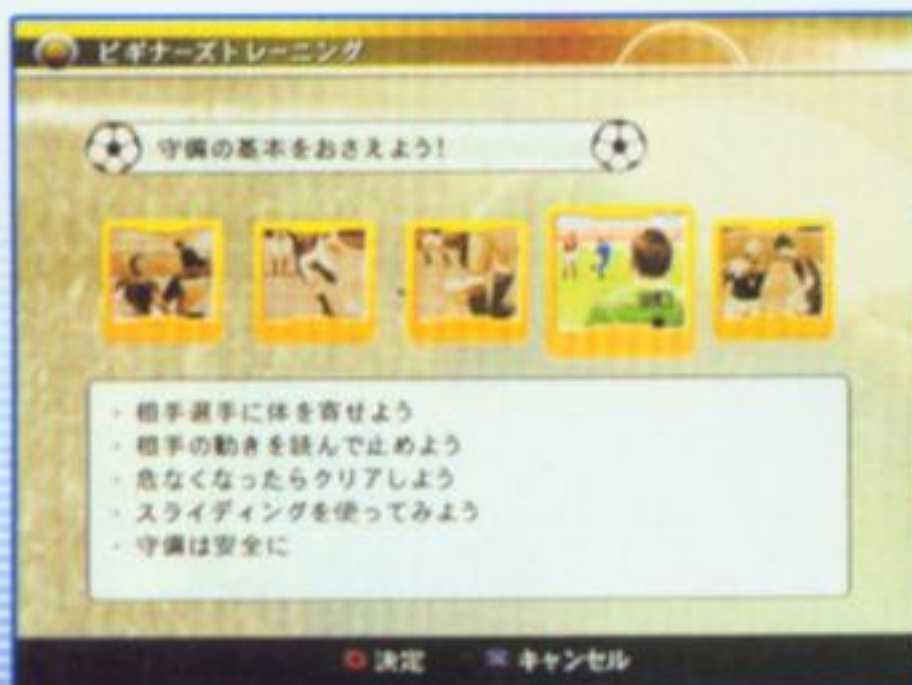 ビギナーズトレーニング
守備の基本をおさえよう!
・ 相手選手に体を寄せよう
・ 相手の動きを読んで止めよう
・ 危なくなったらクリアしよう
・ スライディングを使ってみよう
・ 守備は安全に
決定 キャンセル